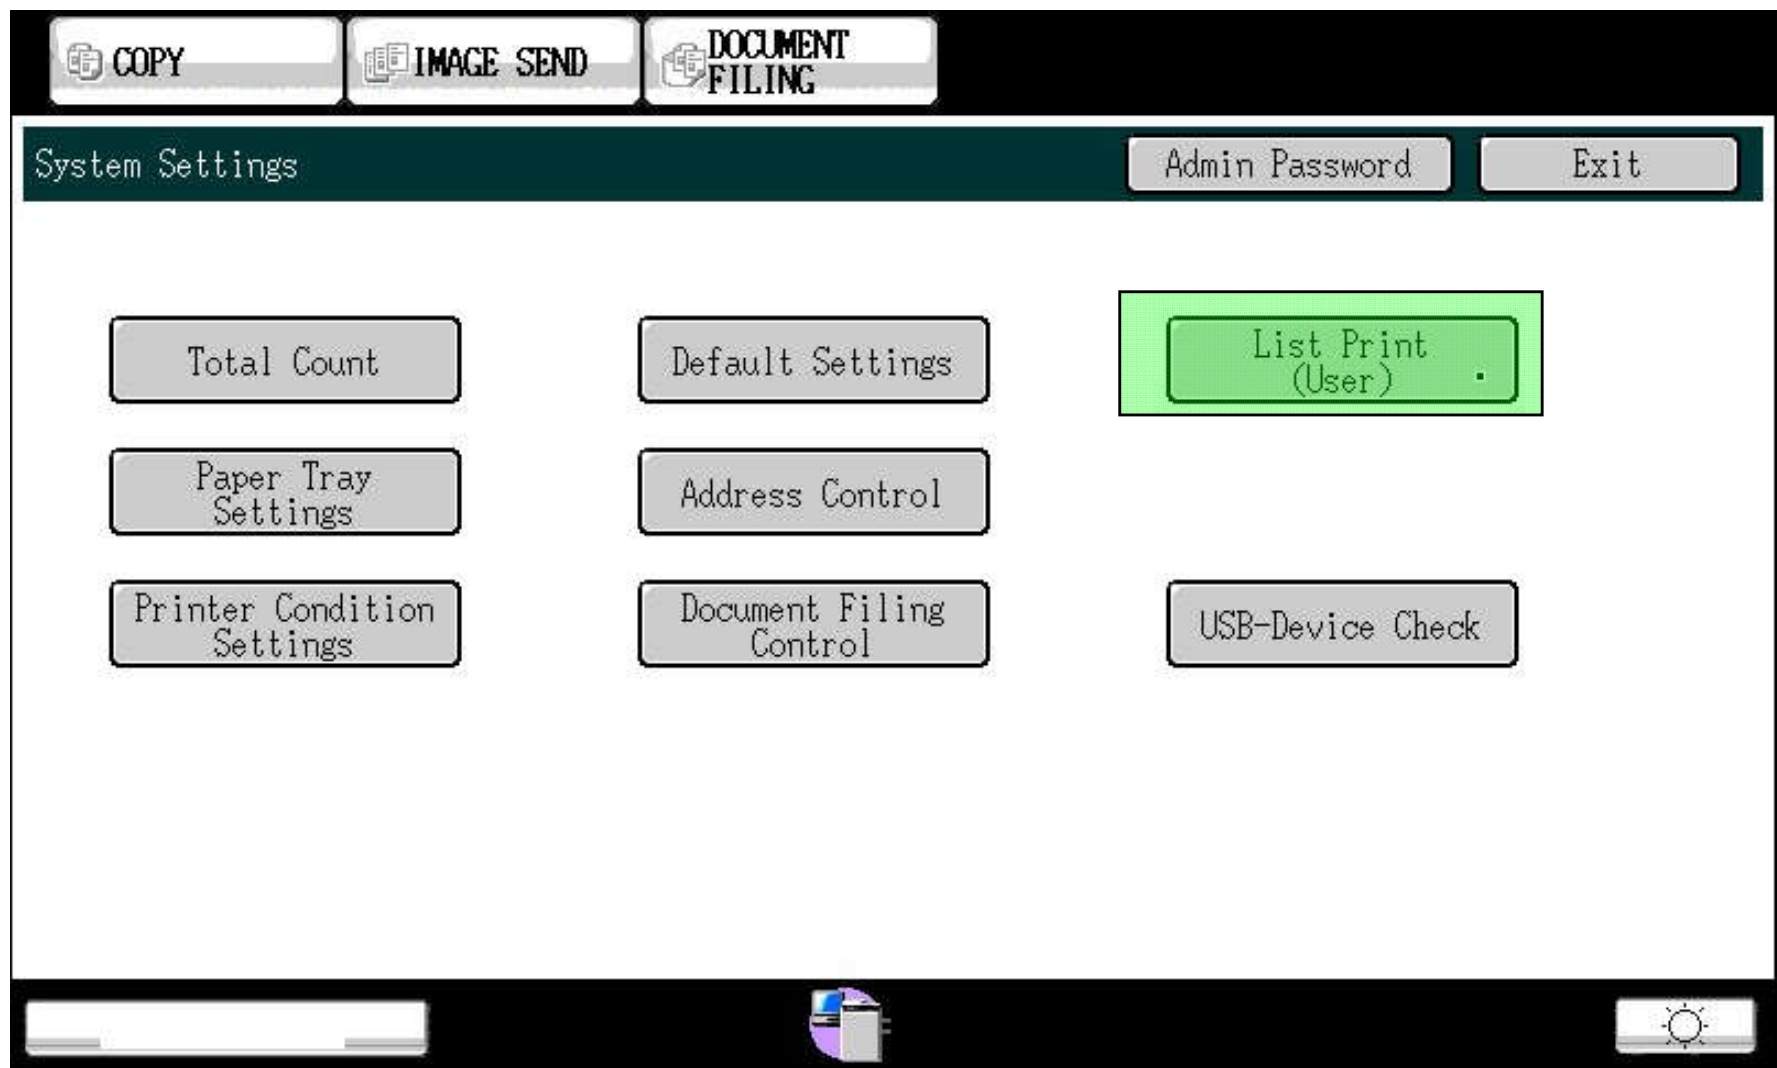 COPY
IMAGE SEND
DOCUMENT
FILING
System Settings
Admin Password
Exit
Total Count
Default Settings
List Print
(User)
Paper Tray
Settings
Address Control
Printer Condition
Settings
Document Filing
Control
USB-Device Check